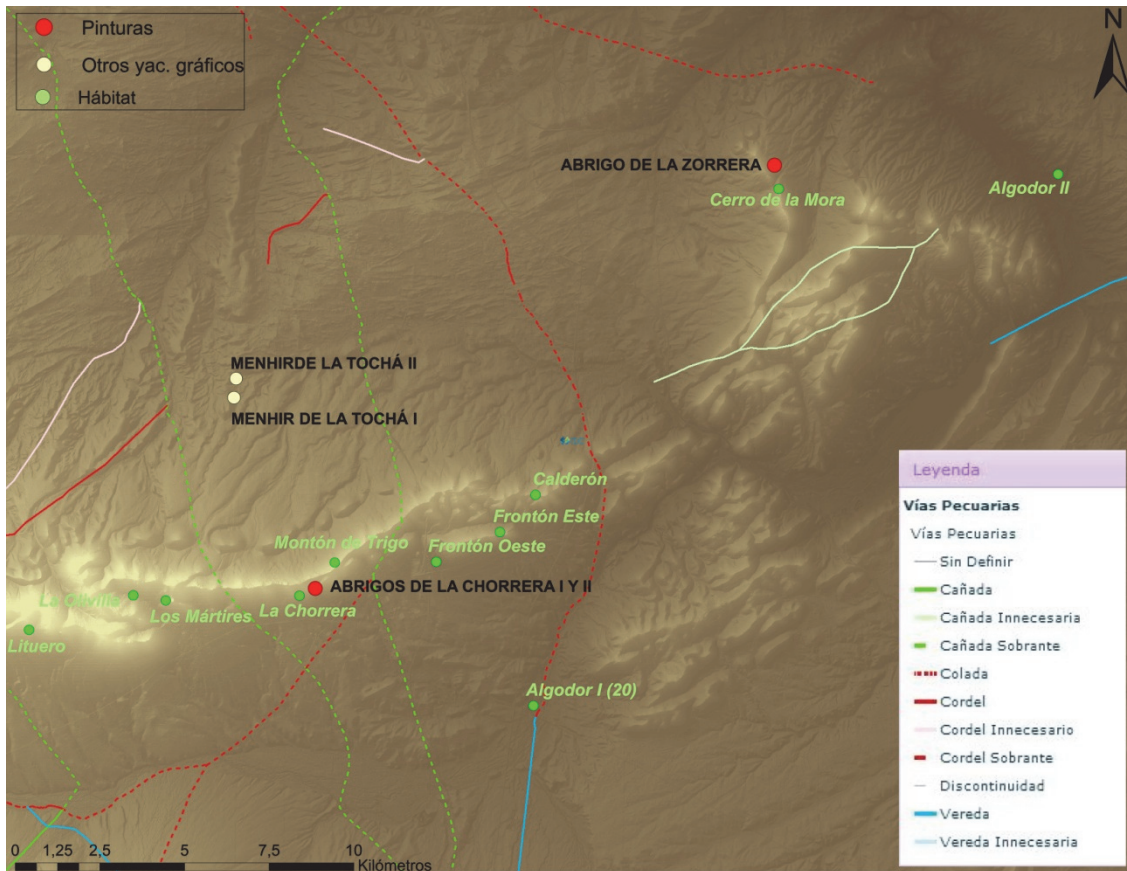 Pinturas
Otros yac. gráficos
Hábitat
N
ABRIGO DE LA ZORRERA
Cerro de la Mora
Algodor II
MENHIRDE LA TOCHÁ II
MENHIR DE LA TOCHÁ I
Calderón
Frontón Este
Montón de Trigo
Frontón Oeste
ABRIGOS DE LA CHORRERA I Y II
La Chorrera
Los Mártires
Lituero
Algodor I (20)
Leyenda
Vías Pecuarias
Vías Pecuarias
Sin Definir
Cañada
Cañada Innecesaria
Cañada Sobrante
Colada
Cordel
Cordel Innecesario
Cordel Sobrante
Discontinuidad
Vereda
Vereda Innecesaria
0 1,25 2,5 5 7,5 10
Kilómetros